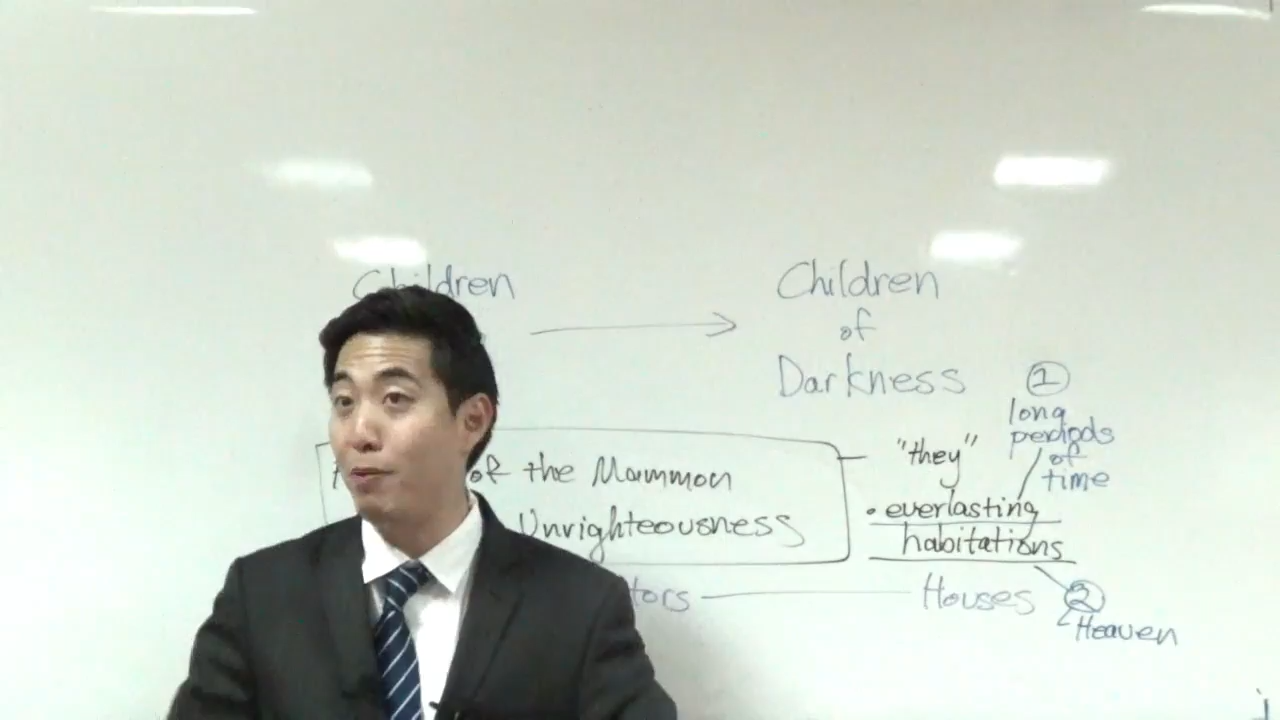 Children
Children
of
Darkness
①
long
periods
of
time
of the Mammon
Unrighteousness
"they"
• everlasting
habitations
tors
Houses
②
Heaven